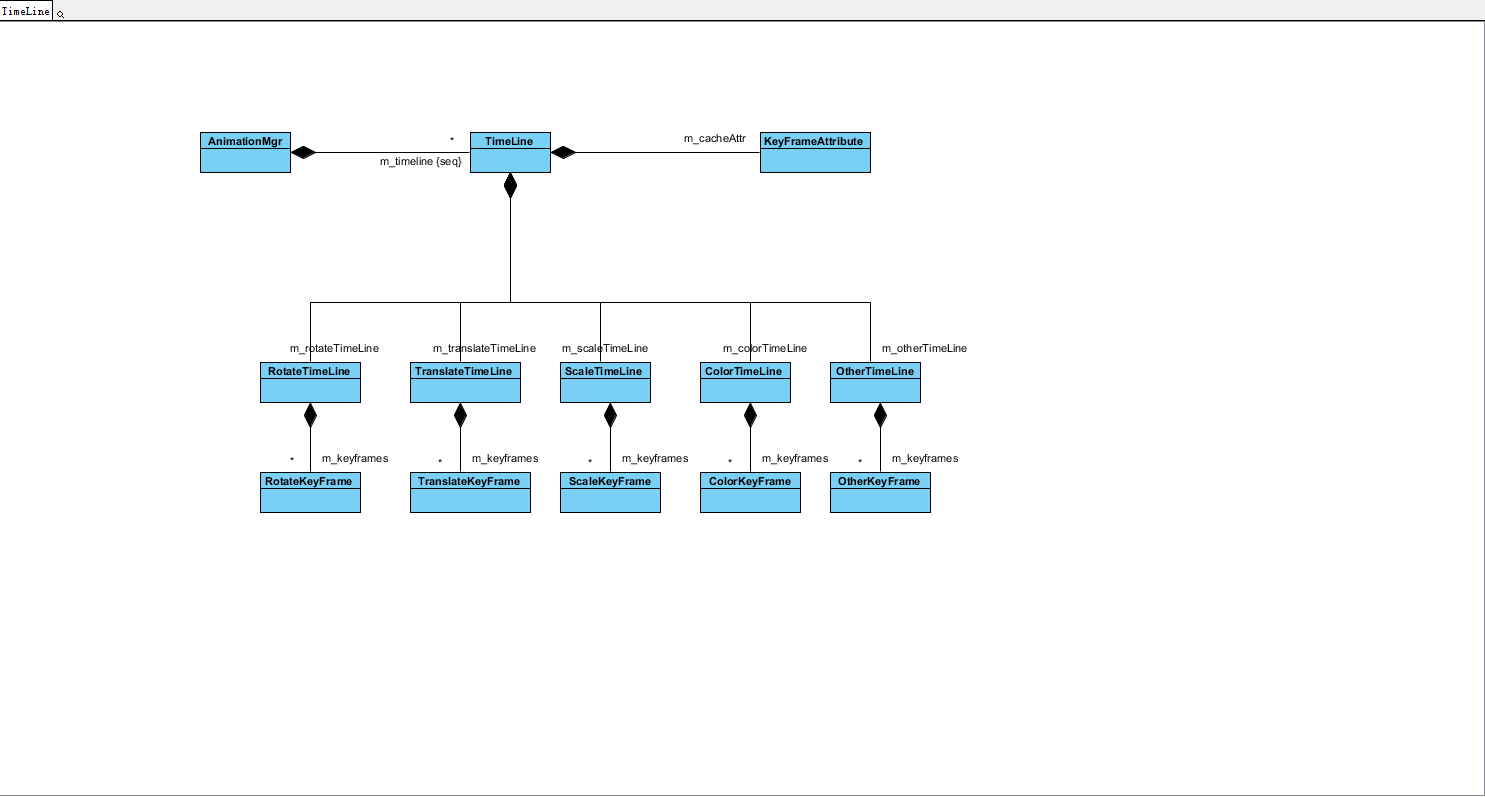 TimeLine
AnimationMgr
*
m_timeline {seq}
TimeLine
m_cacheAttr
KeyFrameAttribute
m_rotateTimeLine
m_translateTimeLine
m_scaleTimeLine
m_colorTimeLine
m_otherTimeLine
RotateTimeLine
TranslateTimeLine
ScaleTimeLine
ColorTimeLine
OtherTimeLine
* m_keyframes
* m_keyframes
* m_keyframes
* m_keyframes
* m_keyframes
RotateKeyFrame
TranslateKeyFrame
ScaleKeyFrame
ColorKeyFrame
OtherKeyFrame